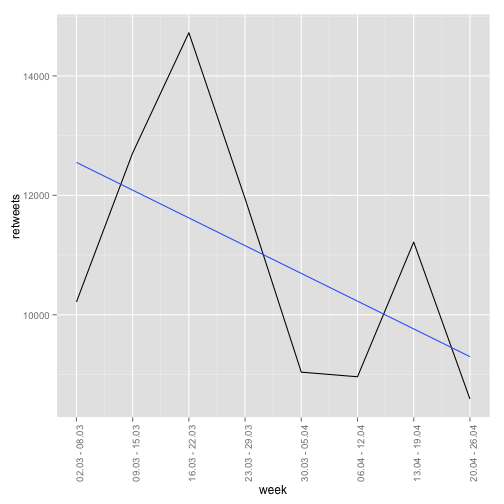 retweets
14000
12000
10000
02.03 - 08.03
09.03 - 15.03
16.03 - 22.03
23.03 - 29.03
30.03 - 05.04
06.04 - 12.04
13.04 - 19.04
20.04 - 26.04
week